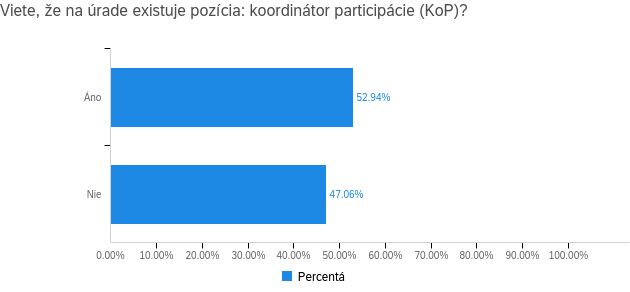 Viete, že na úrade existuje pozícia: koordinátor participácie (KoP)?
Áno
52.94%
Nie
47.06%
0.00% 10.00% 20.00% 30.00% 40.00% 50.00% 60.00% 70.00% 80.00% 90.00% 100.00%
Percentá